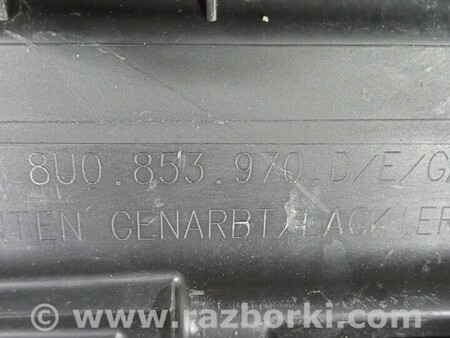 8U0.853.970.D/E/G/
NTEN GENARBT/LACKIER
www.razborki.com